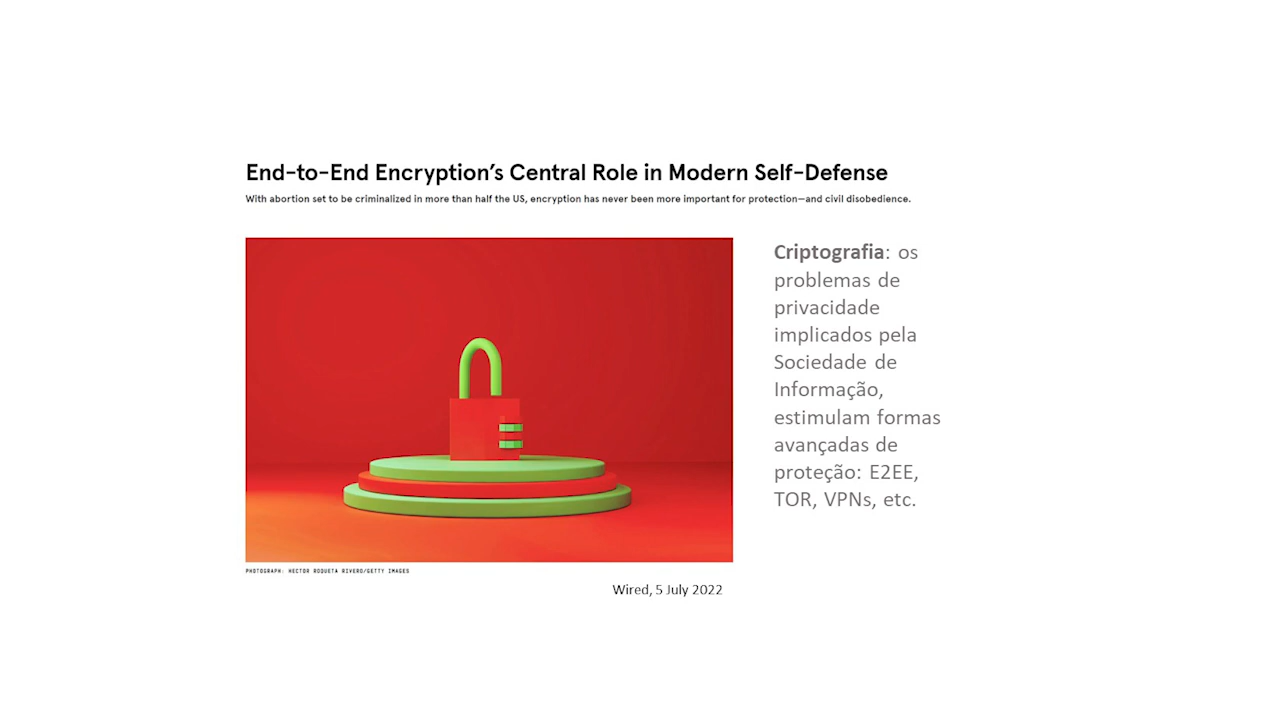 End-to-End Encryption's Central Role in Modern Self-Defense
With abortion set to be criminalized in more than half the US, encryption has never been more important for protection—and civil disobedience.
Criptografia: os
problemas de
privacidade
implicados pela
Sociedade de
Informação,
estimulam formas
avançadas de
proteção: E2EE,
TOR, VPNs, etc.
PHOTOGRAPH: HECTOR ROQUETA RIVERO/GETTY IMAGES
Wired, 5 July 2022